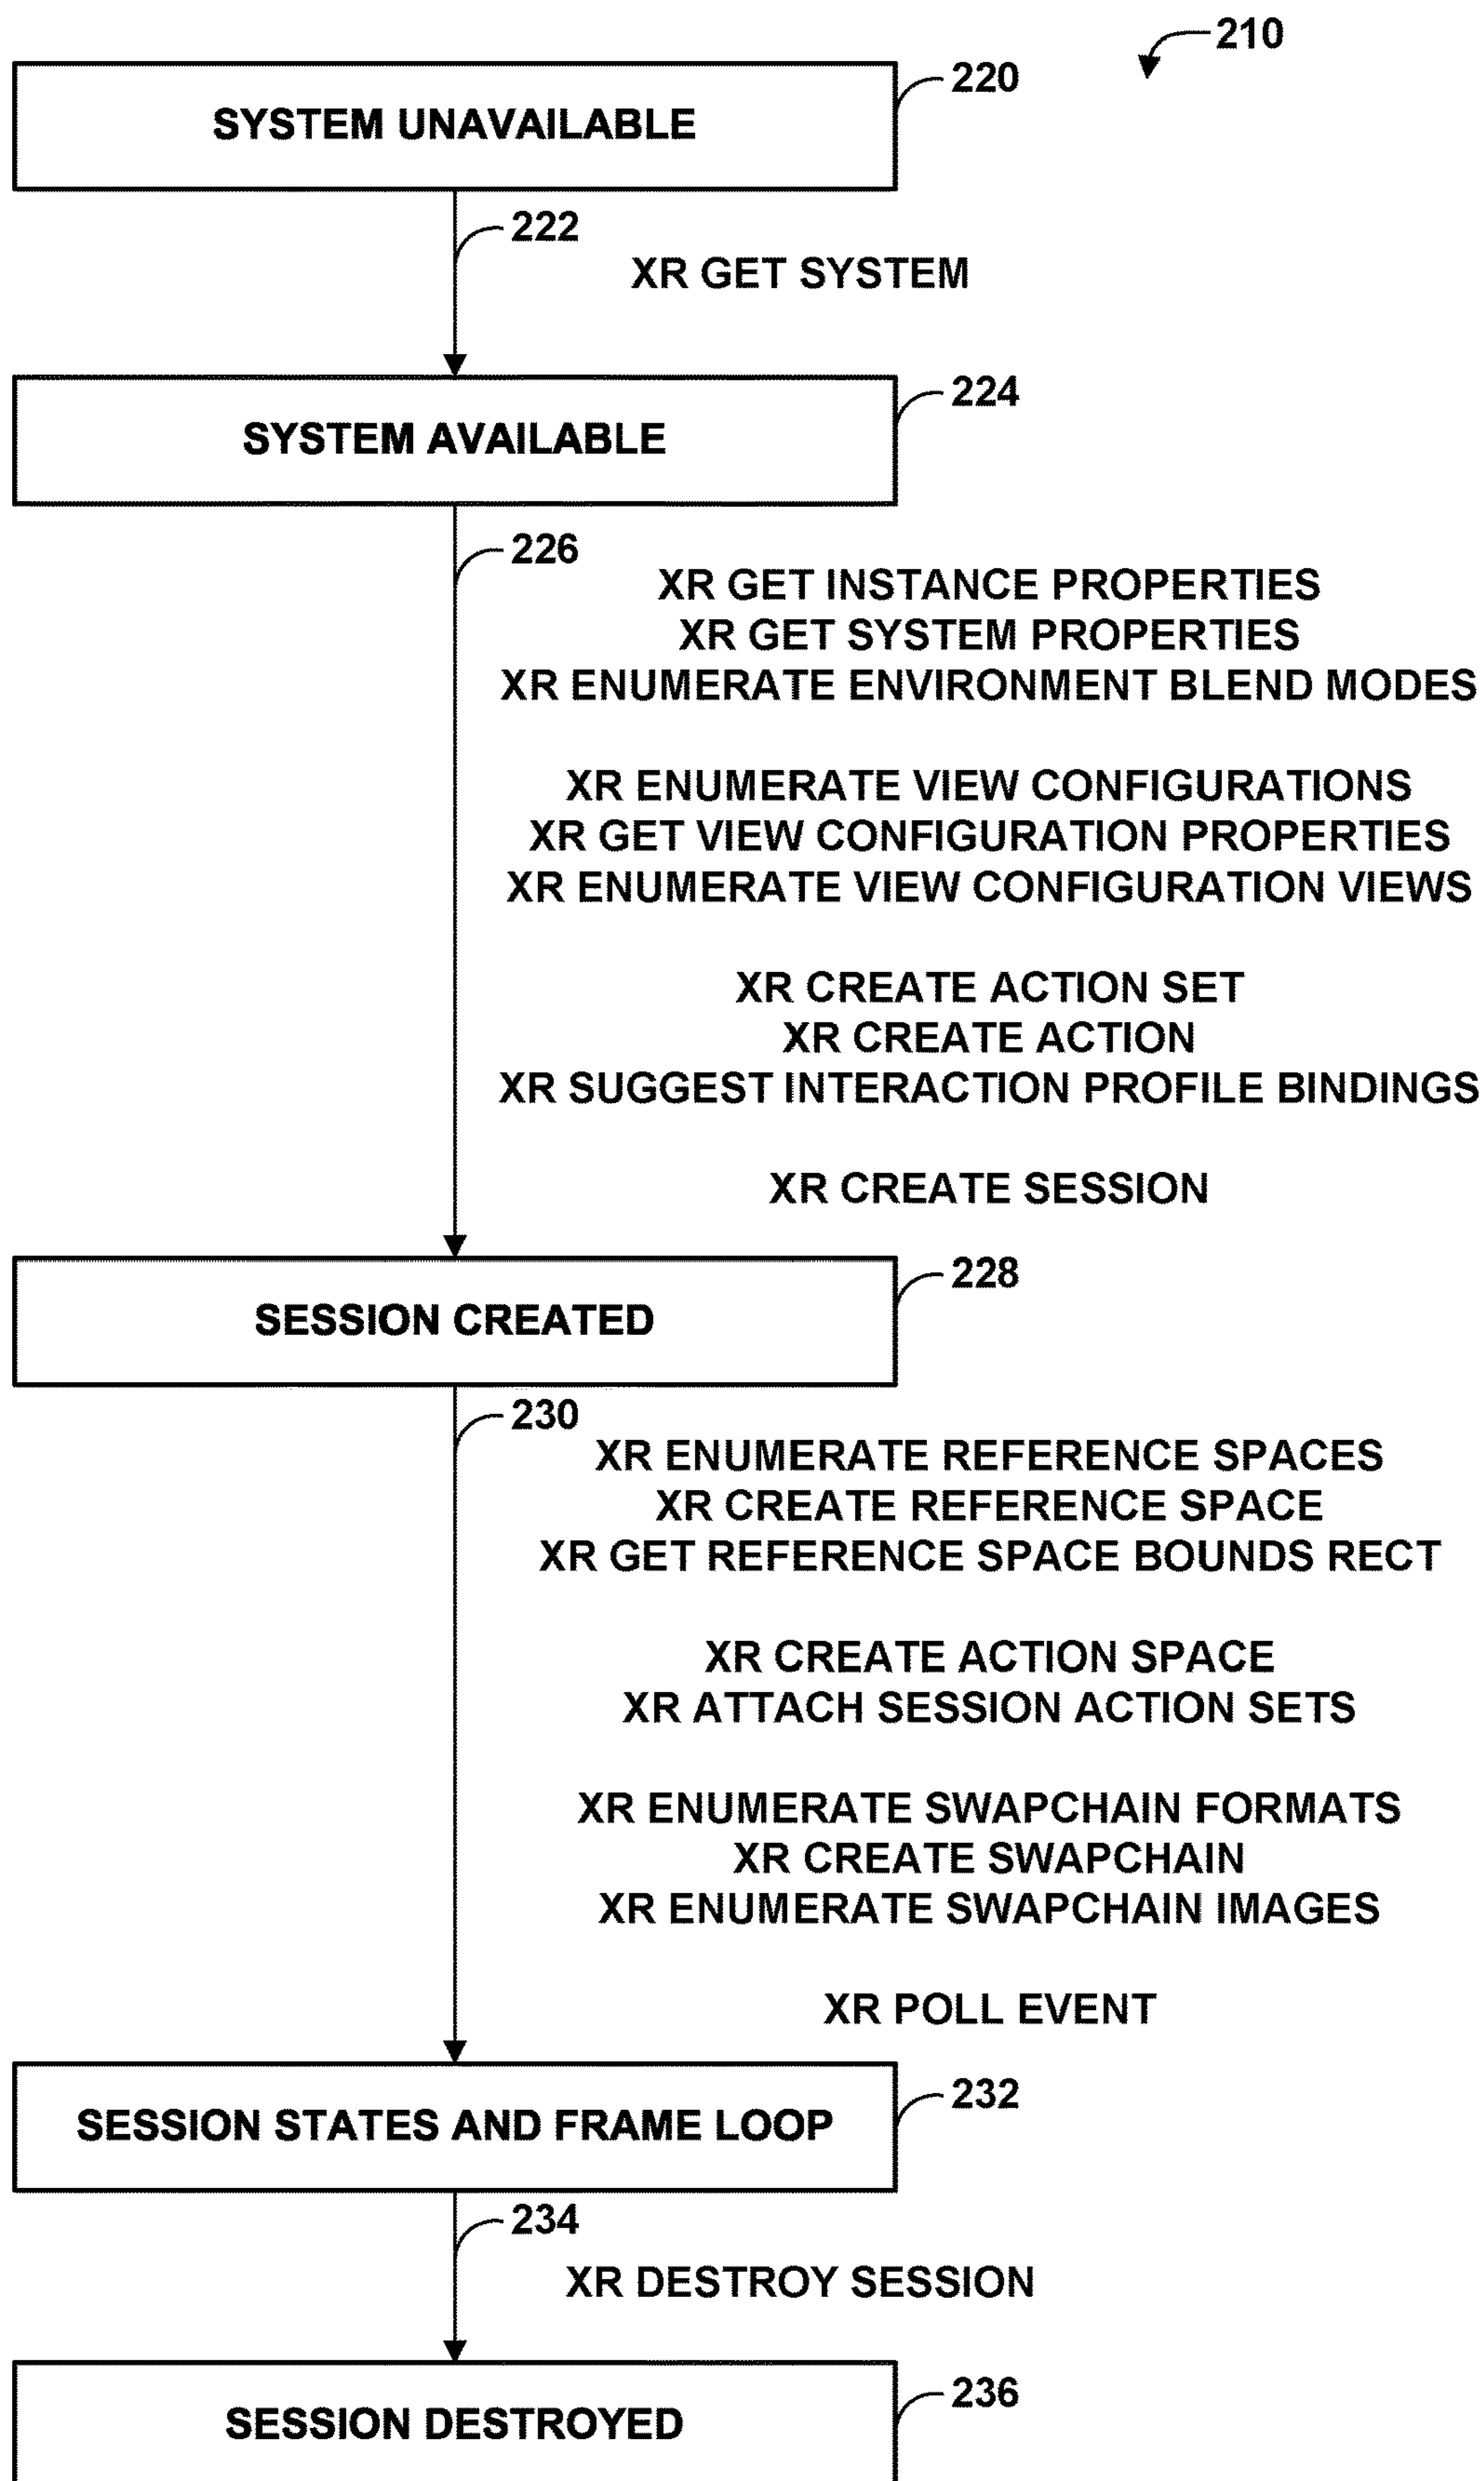 210
SYSTEM UNAVAILABLE
220
222
XR GET SYSTEM
SYSTEM AVAILABLE
224
226
XR GET INSTANCE PROPERTIES
XR GET SYSTEM PROPERTIES
XR ENUMERATE ENVIRONMENT BLEND MODES
XR ENUMERATE VIEW CONFIGURATIONS
XR GET VIEW CONFIGURATION PROPERTIES
XR ENUMERATE VIEW CONFIGURATION VIEWS
XR CREATE ACTION SET
XR CREATE ACTION
XR SUGGEST INTERACTION PROFILE BINDINGS
XR CREATE SESSION
SESSION CREATED
228
230
XR ENUMERATE REFERENCE SPACES
XR CREATE REFERENCE SPACE
XR GET REFERENCE SPACE BOUNDS RECT
XR CREATE ACTION SPACE
XR ATTACH SESSION ACTION SETS
XR ENUMERATE SWAPCHAIN FORMATS
XR CREATE SWAPCHAIN
XR ENUMERATE SWAPCHAIN IMAGES
XR POLL EVENT
SESSION STATES AND FRAME LOOP
232
234
XR DESTROY SESSION
SESSION DESTROYED
236